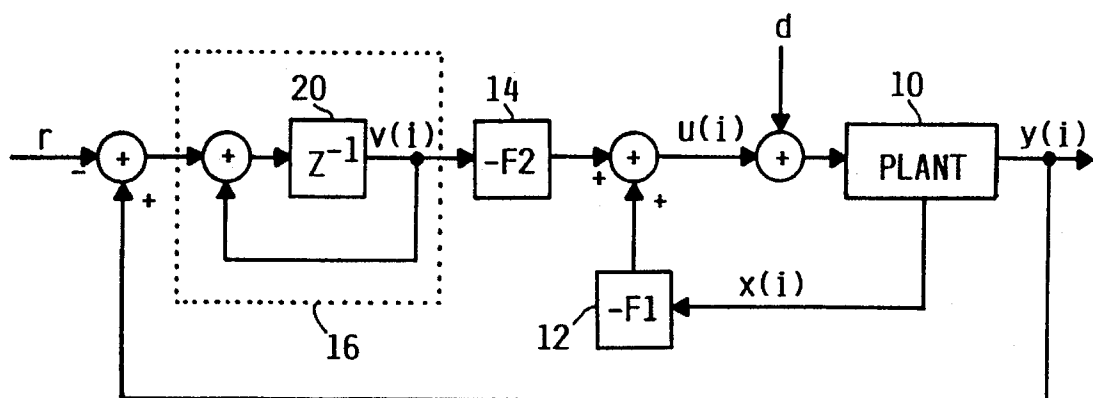 d
20
14
10
r
-
+
+
+
Z-1
v(i)
-F2
+
+
+
u(i)
+
PLANT
y(i)
x(i)
-F1
12
16